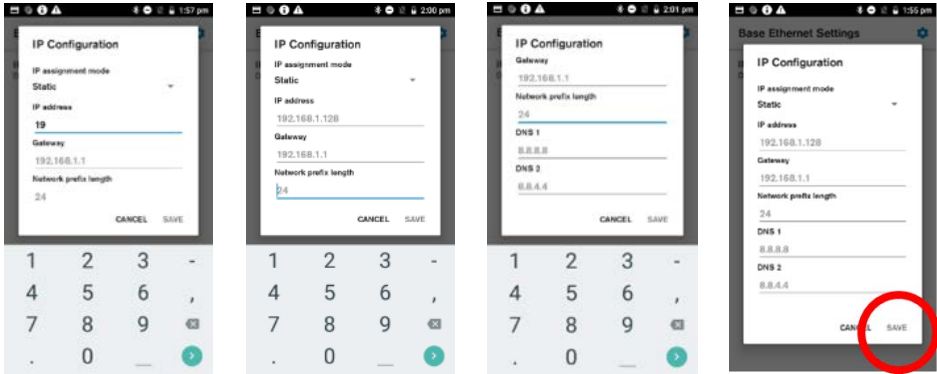 1:57 pm
IP Configuration
IP assignment mode
Static
IP address
19
Gateway
192.168.1.1
Network prefix length
24
CANCEL SAVE
1 2 3 -
4 5 6 ,
7 8 9
. 0 _
2:00 pm
IP Configuration
IP assignment mode
Static
IP address
192.168.1.128
Gateway
192.168.1.1
Network prefix length
24
CANCEL SAVE
1 2 3 -
4 5 6 ,
7 8 9
. 0 _
2:01 pm
IP Configuration
Gateway
192.168.1.1
Network prefix length
24
DNS 1
8.8.8.8
DNS 2
8.8.4.4
CANCEL SAVE
1 2 3 -
4 5 6 ,
7 8 9
. 0 _
1:55 pm
Base Ethernet Settings
IP Configuration
IP assignment mode
Static
IP address
192.168.1.128
Gateway
192.168.1.1
Network prefix length
24
DNS 1
8.8.8.8
DNS 2
8.8.4.4
CANCEL SAVE